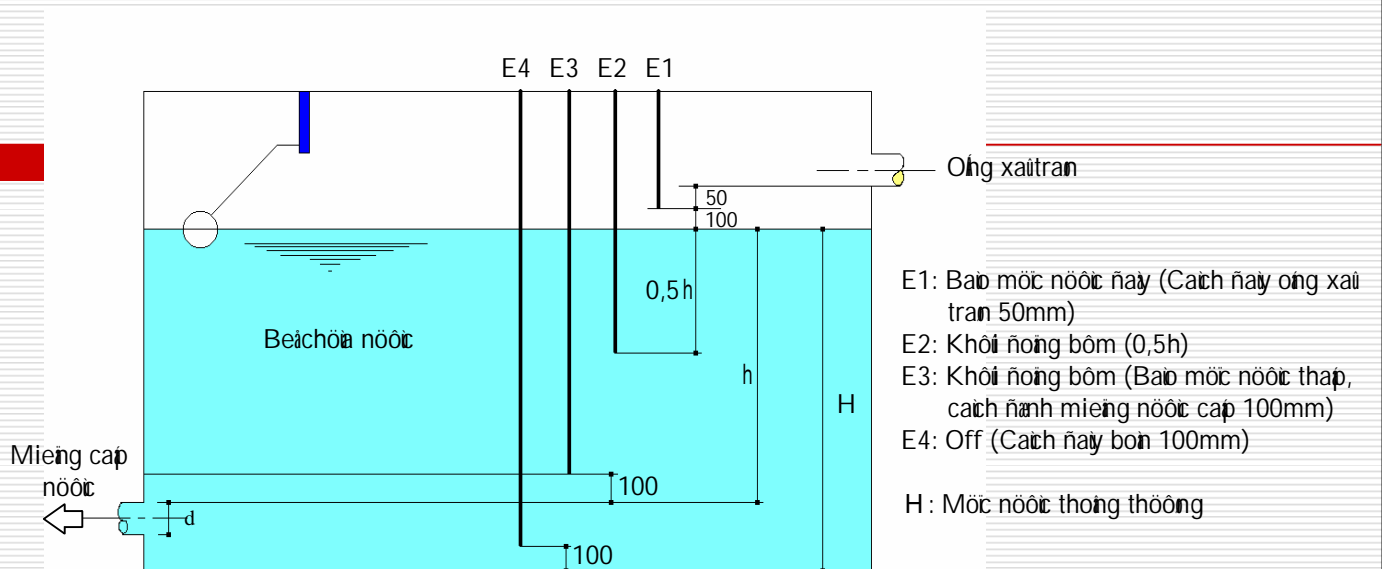 E4 E3 E2 E1
Oáng xaû traøn
50
100
0,5h
E1: Baùo möïc nöôùc ñaày (Caùch ñaùy oáng xaû
traøn 50mm)
Beå chöùa nöôùc
E2: Khôûi ñoäng bôm (0,5h)
h
E3: Khôûi ñoäng bôm (Baùo möïc nöôùc thaáp,
H
caùch ñænh mieäng nöôùc caáp 100mm)
E4: Off (Caùch ñaùy boàn 100mm)
Mieäng caáp
nöôùc
100
H: Möïc nöôùc thoâng thöôøng
d
100